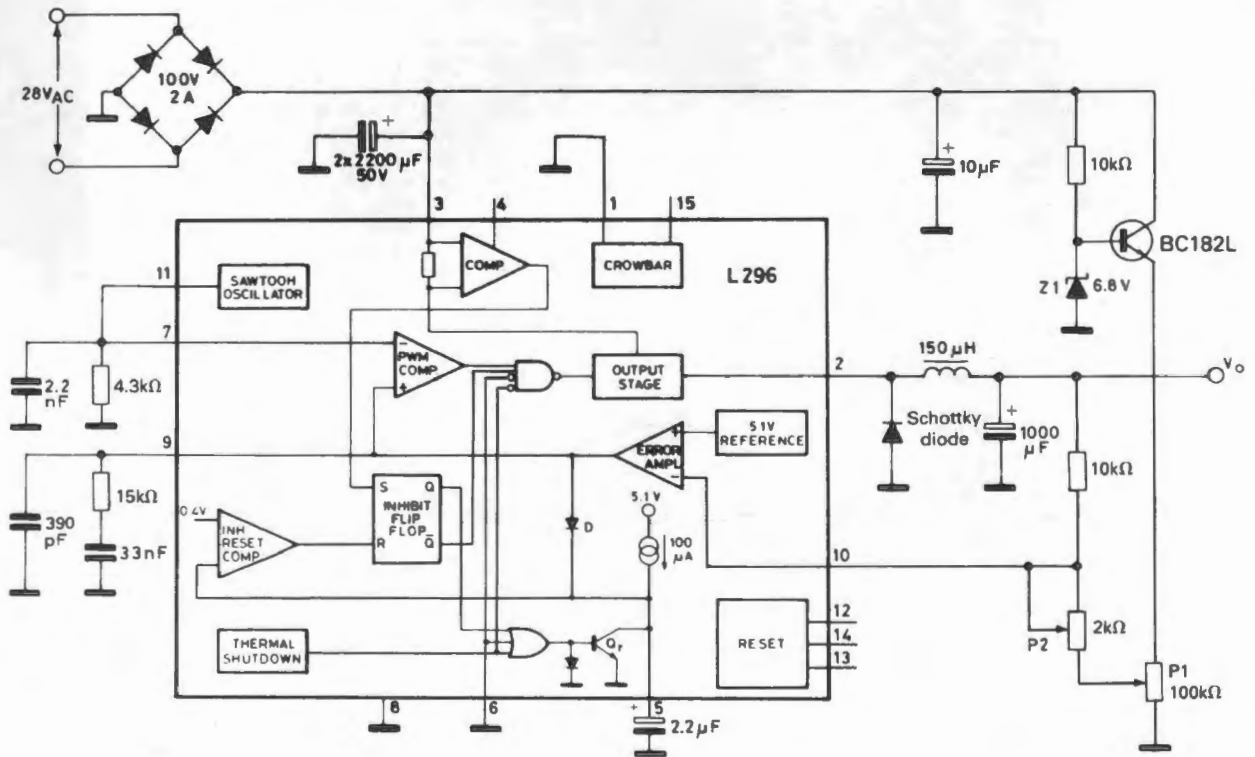 28VAC
100V
2A
+
2x2200µF
50V
3
4
1
15
+
10µF
10kΩ
BC182L
Z1
6.8V
11
SAWTOOH
OSCILLATOR
COMP
CROWBAR
L296
7
-
PWM
COMP
+
OUTPUT
STAGE
2
150µH
Vo
2.2
nF
4.3kΩ
Schottky
diode
+
1000
µF
5.1V
REFERENCE
+
ERROR
AMPL
-
9
10kΩ
390
pF
15kΩ
33nF
0.4V
INH
RESET
COMP
S
Q
INHIBIT
FLIP
FLOP
R
Q̅
D
5.1V
100
µA
10
THERMAL
SHUTDOWN
Qr
RESET
12
14
13
P2
2kΩ
P1
100kΩ
8
6
5
+
2.2µF